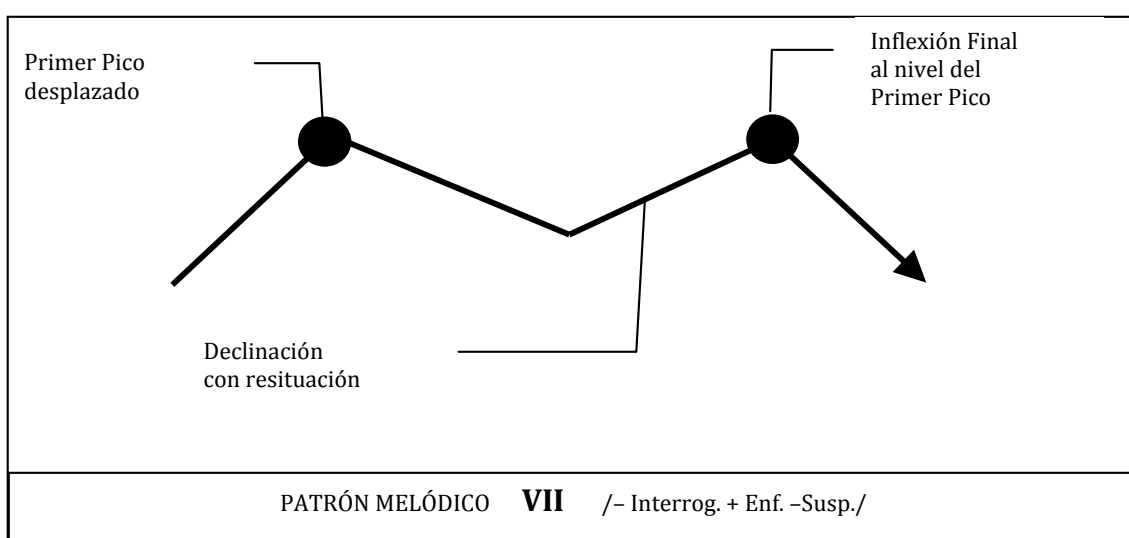 Primer Pico
desplazado
Inflexión Final
al nivel del
Primer Pico
Declinación
con resituación
PATRÓN MELÓDICO VII /– Interrog. + Enf. –Susp./